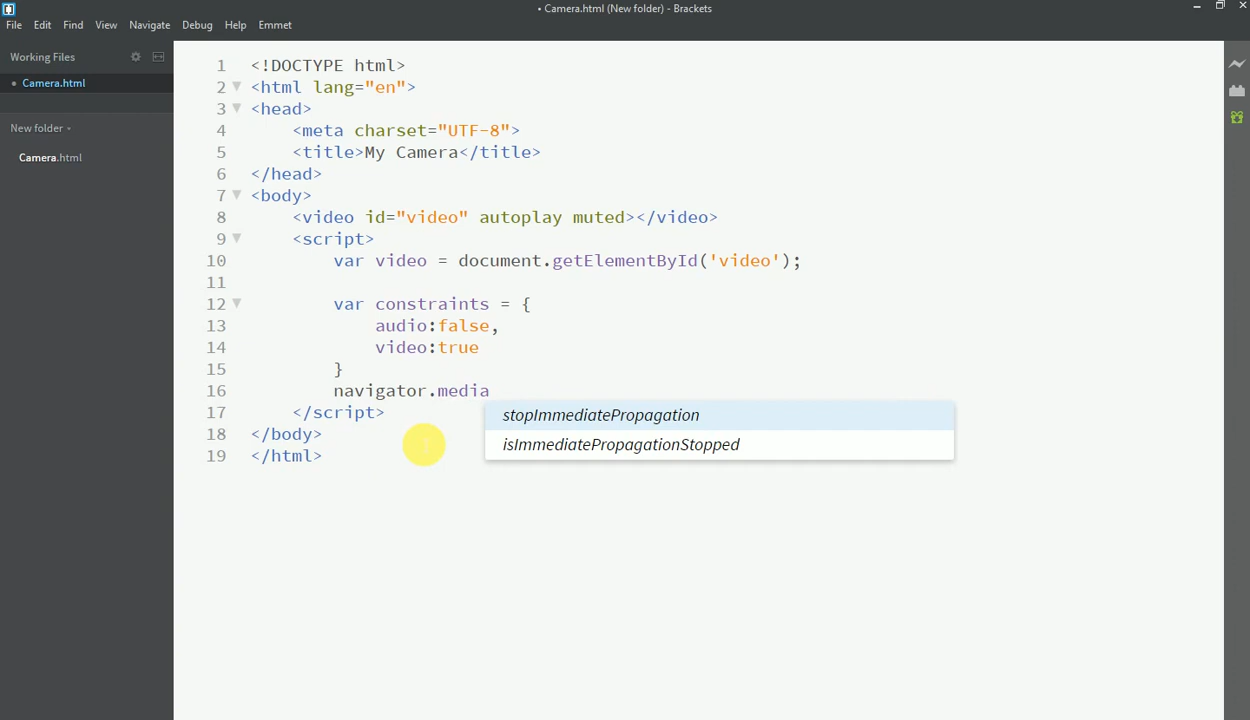 • Camera.html (New folder) - Brackets
File Edit Find View Navigate Debug Help Emmet
Working Files
• Camera.html
New folder
Camera.html
1 <!DOCTYPE html>
2 <html lang="en">
3 <head>
4 <meta charset="UTF-8">
5 <title>My Camera</title>
6 </head>
7 <body>
8 <video id="video" autoplay muted></video>
9 <script>
10 var video = document.getElementById('video');
11
12 var constraints = {
13 audio:false,
14 video:true
15 }
16 navigator.media
17 </script>
stopImmediatePropagation
18 </body>
isImmediatePropagationStopped
19 </html>